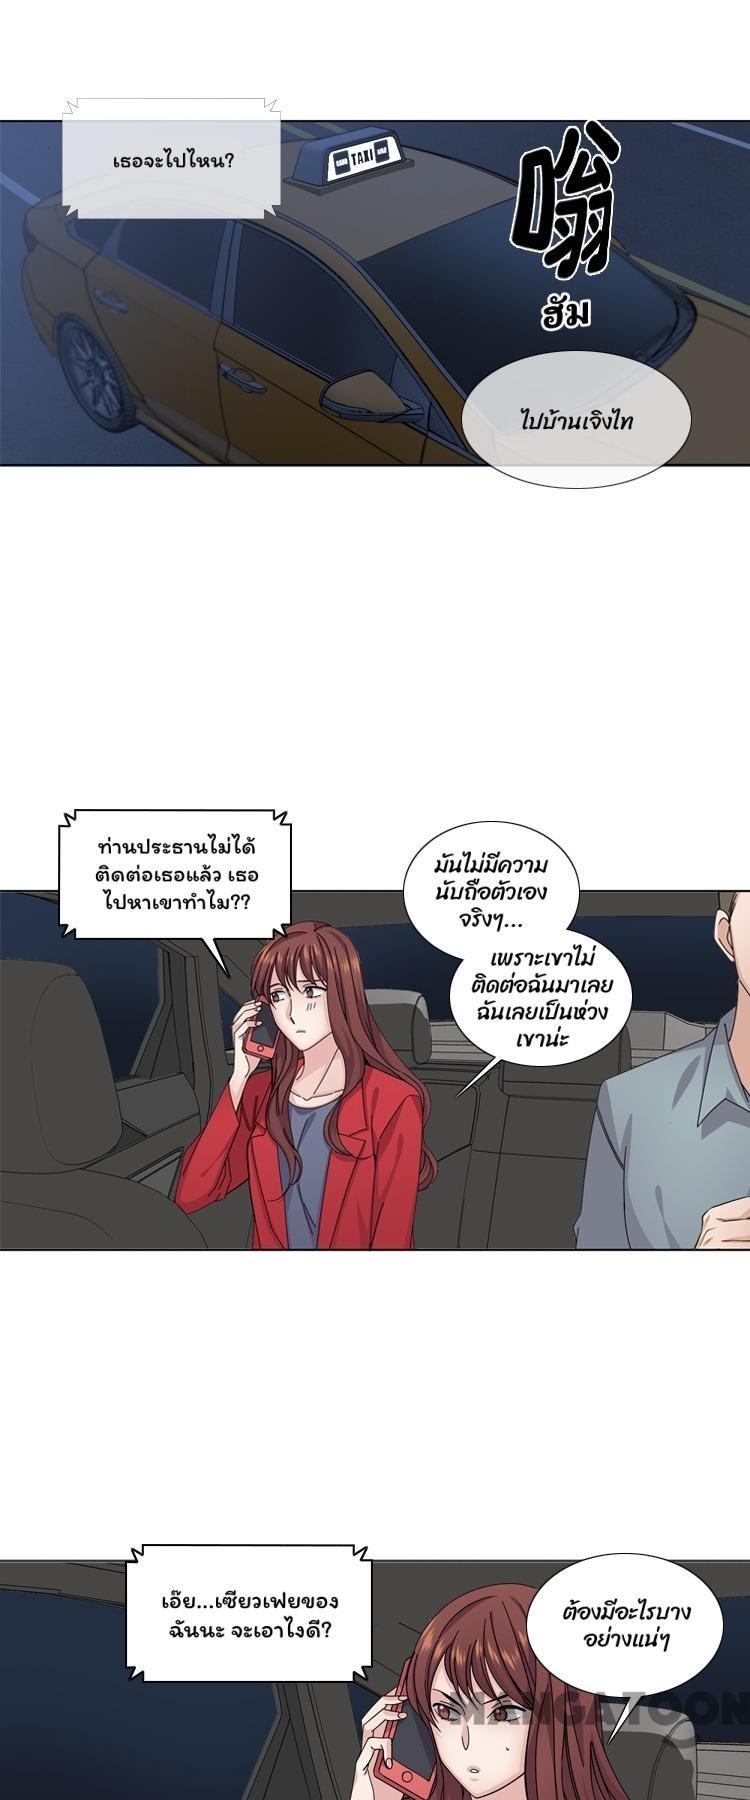 เธอจะไปไหน?
TAXI
嗡
ฮัม
ไปบ้านเจิงไท
ท่านประธานไม่ได้
ติดต่อเธอแล้ว เธอ
ไปหาเขาทำไม??
มันไม่มีความ
นับถือตัวเอง
จริงๆ...
เพราะเขาไม่
ติดต่อฉันมาเลย
ฉันเลยเป็นห่วง
เขาน่ะ
เอ๊ย...เซียวเฟยของ
ฉันนะ จะเอาไงดี?
ต้องมีอะไรบาง
อย่างแน่ๆ
MANGATOON